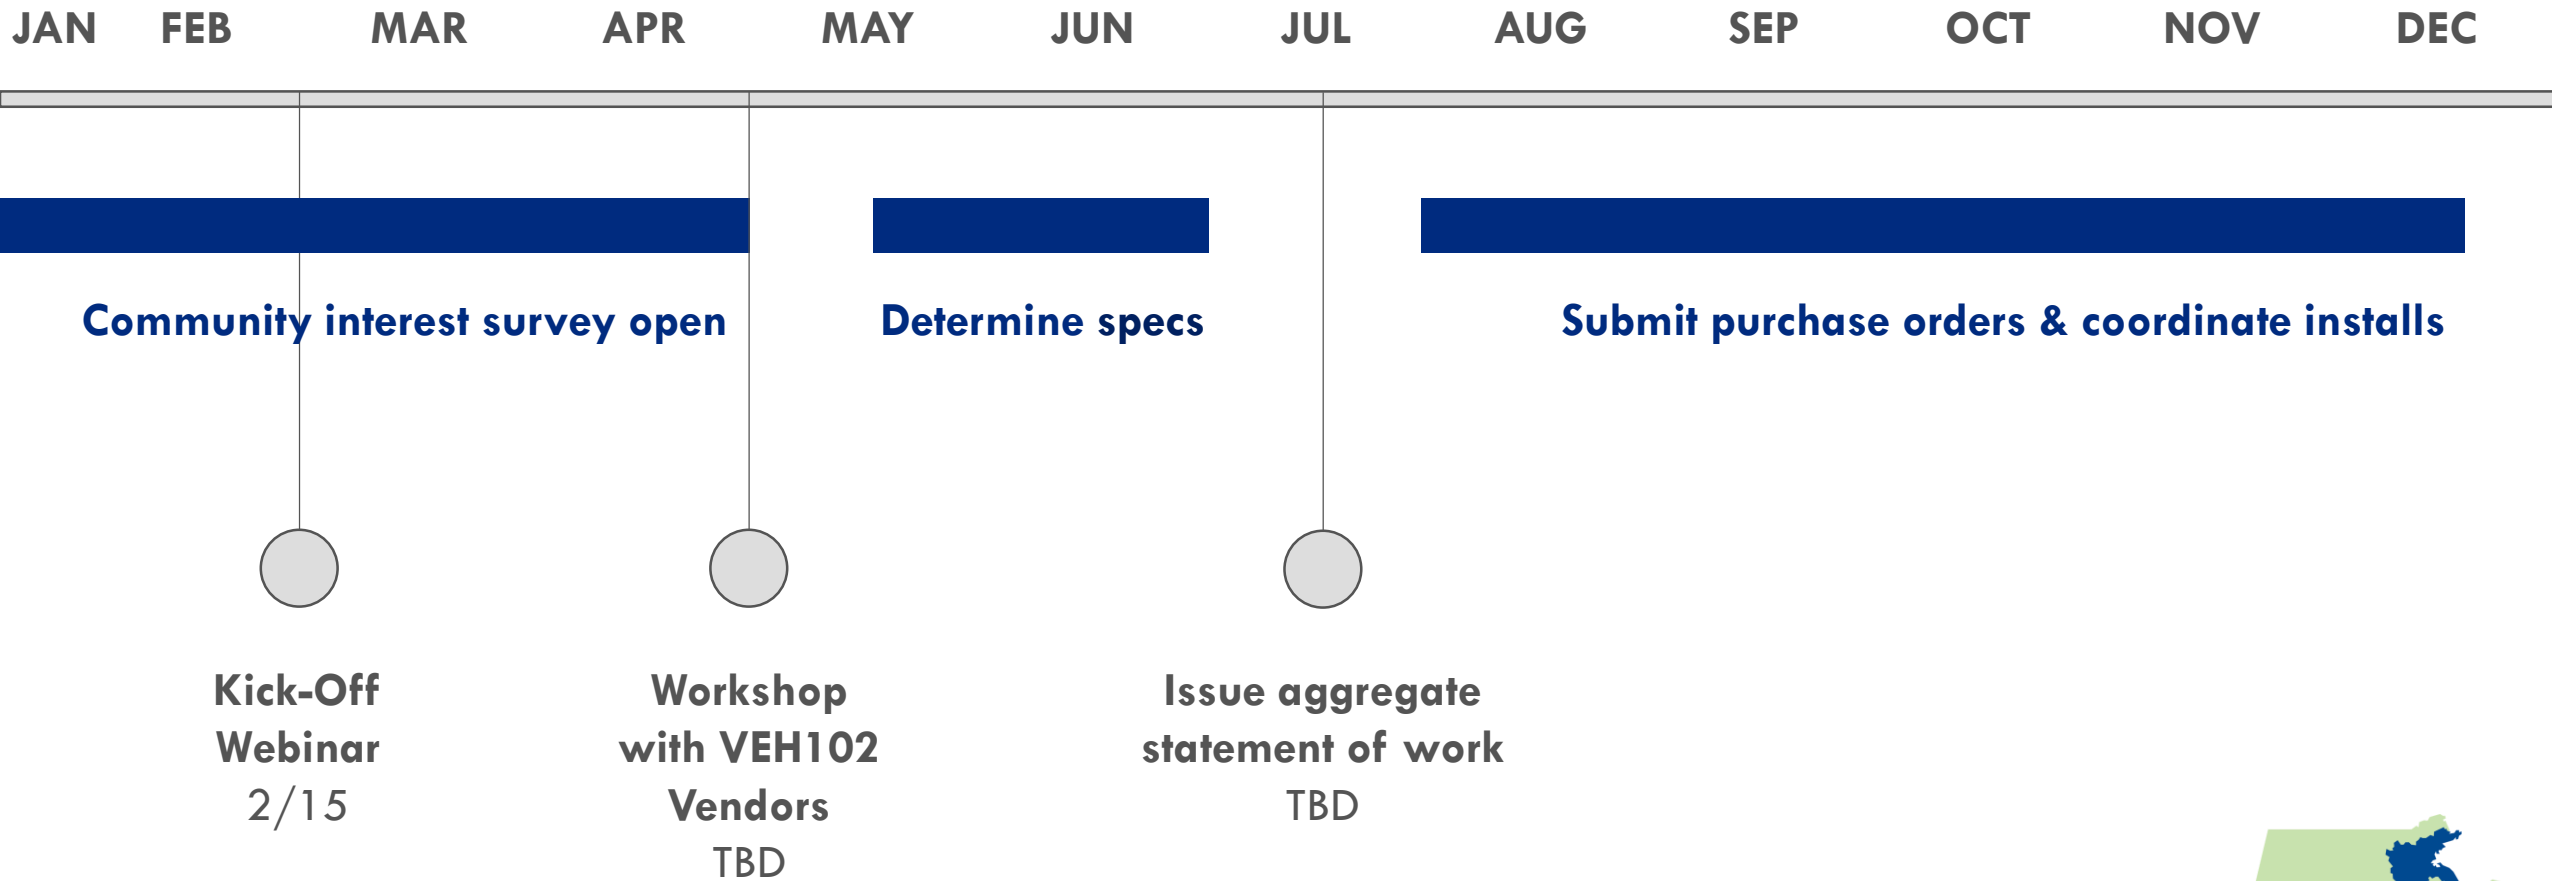 JAN FEB MAR APR MAY JUN JUL AUG SEP OCT NOV DEC
Community interest survey open
Determine specs
Submit purchase orders & coordinate installs
Kick-Off
Webinar
2/15
Workshop
with VEH102
Vendors
TBD
Issue aggregate
statement of work
TBD